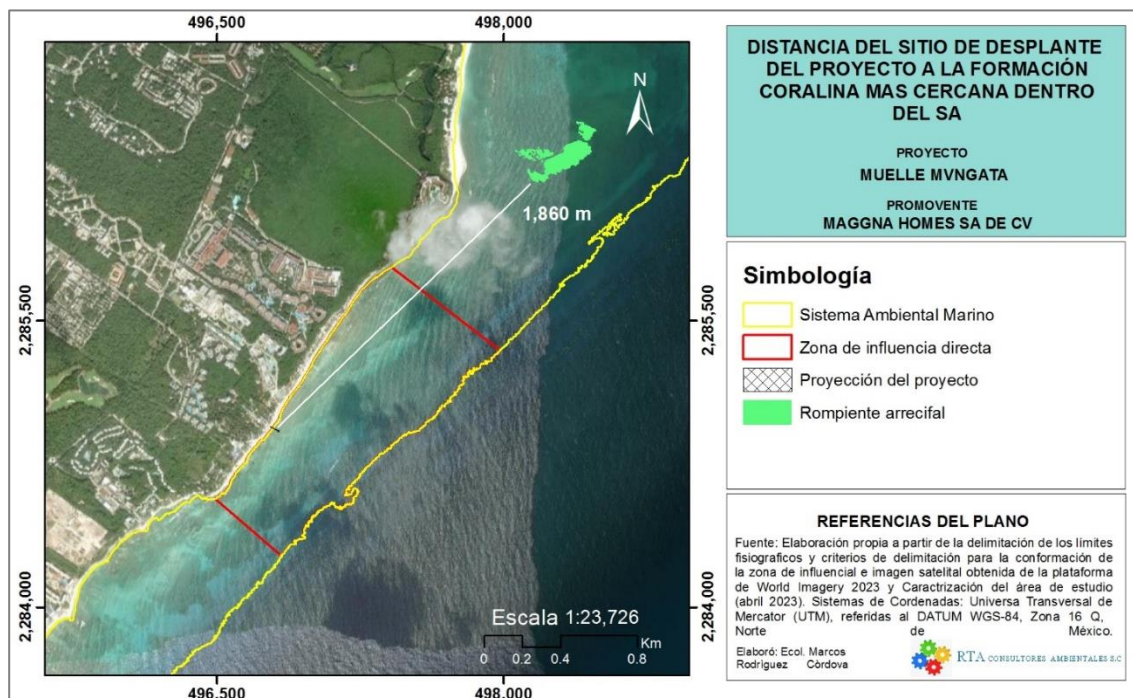 496,500
498,000
N
1,860 m
2,285,500
2,285,500
2,284,000
2,284,000
Escala 1:23,726
Km
0 0.2 0.4 0.8
496,500
498,000
DISTANCIA DEL SITIO DE DESPLANTE
DEL PROYECTO A LA FORMACIÓN
CORALINA MAS CERCANA DENTRO
DEL SA
PROYECTO
MUELLE MVNGATA
PROMOVENTE
MAGGNA HOMES SA DE CV
Simbología
Sistema Ambiental Marino
Zona de influencia directa
Proyección del proyecto
Rompiente arrecifal
REFERENCIAS DEL PLANO
Fuente: Elaboración propia a partir de la delimitación de los límites
fisiograficos y criterios de delimitación para la conformación de
la zona de influencial e imagen satelital obtenida de la plataforma
de World Imagery 2023 y Caractrización del área de estudio
(abril 2023). Sistemas de Cordenadas: Universa Transversal de
Mercator (UTM), referidas al DATUM WGS-84, Zona 16 Q,
Norte de México.
Elaboró: Ecol. Marcos
Rodrìguez Còrdova
RTA CONSULTORES AMBIENTALES S.C